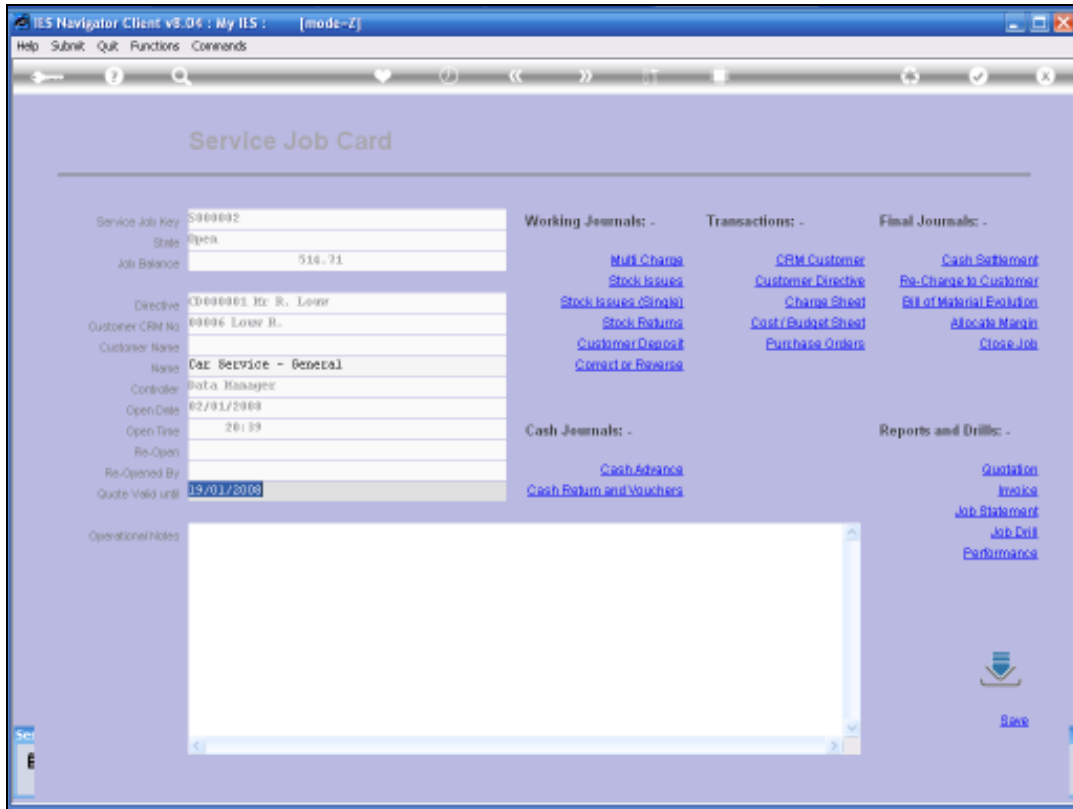 IES Navigator Client v8.04 : My IES : [mode=Z]
Help Submit Quit Functions Commands
Service Job Card
Service Job Key S000002
State Open
Job Balance 514.71
Directive CD000001 Mr R. Louw
Customer CRM No 00006 Louw R.
Customer Name
Name Car Service - General
Controller Data Manager
Open Date 02/01/2008
Open Time 20:39
Re-Open
Re-Opened By
Quote Valid until 19/01/2008
Operational Notes
Working Journals: -
Multi Charge
Stock Issues
Stock Issues (Single)
Stock Returns
Customer Deposit
Correct or Reverse
Transactions: -
CRM Customer
Customer Directive
Charge Sheet
Cost / Budget Sheet
Purchase Orders
Final Journals: -
Cash Settlement
Re-Charge to Customer
Bill of Material Evolution
Allocate Margin
Close Job
Cash Journals: -
Cash Advance
Cash Return and Vouchers
Reports and Drills: -
Quotation
Invoice
Job Statement
Job Drill
Performance
Save